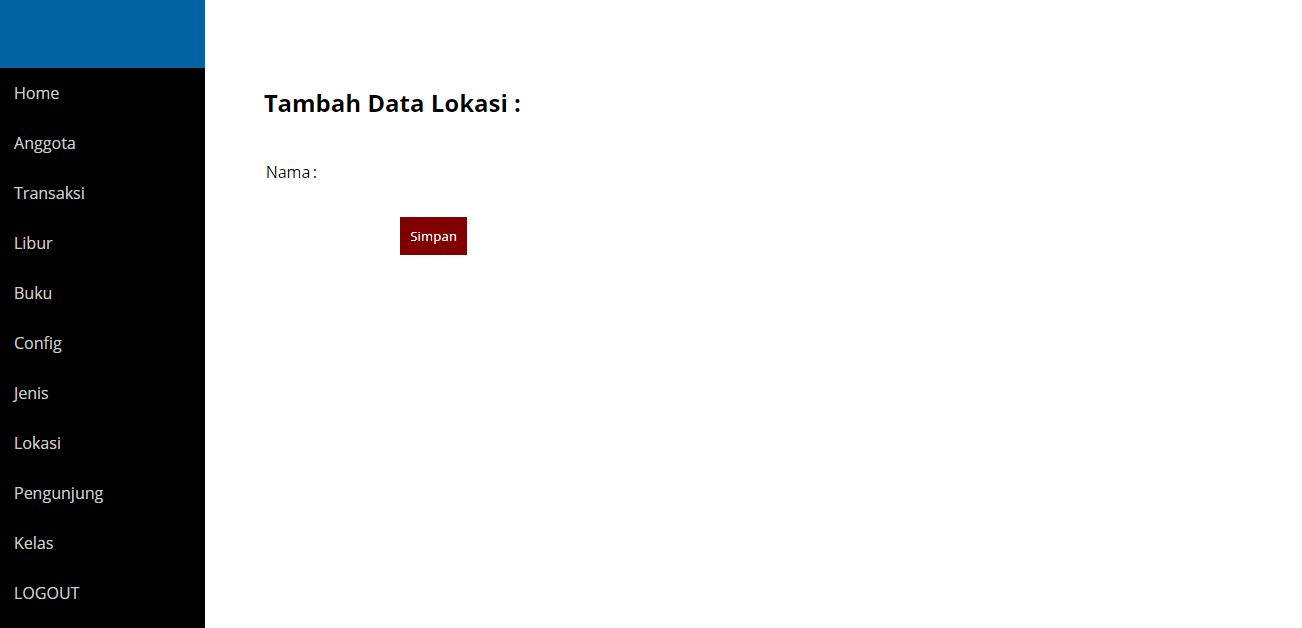 Home
Anggota
Transaksi
Libur
Buku
Config
Jenis
Lokasi
Pengunjung
Kelas
LOGOUT
Tambah Data Lokasi :
Nama :
Simpan